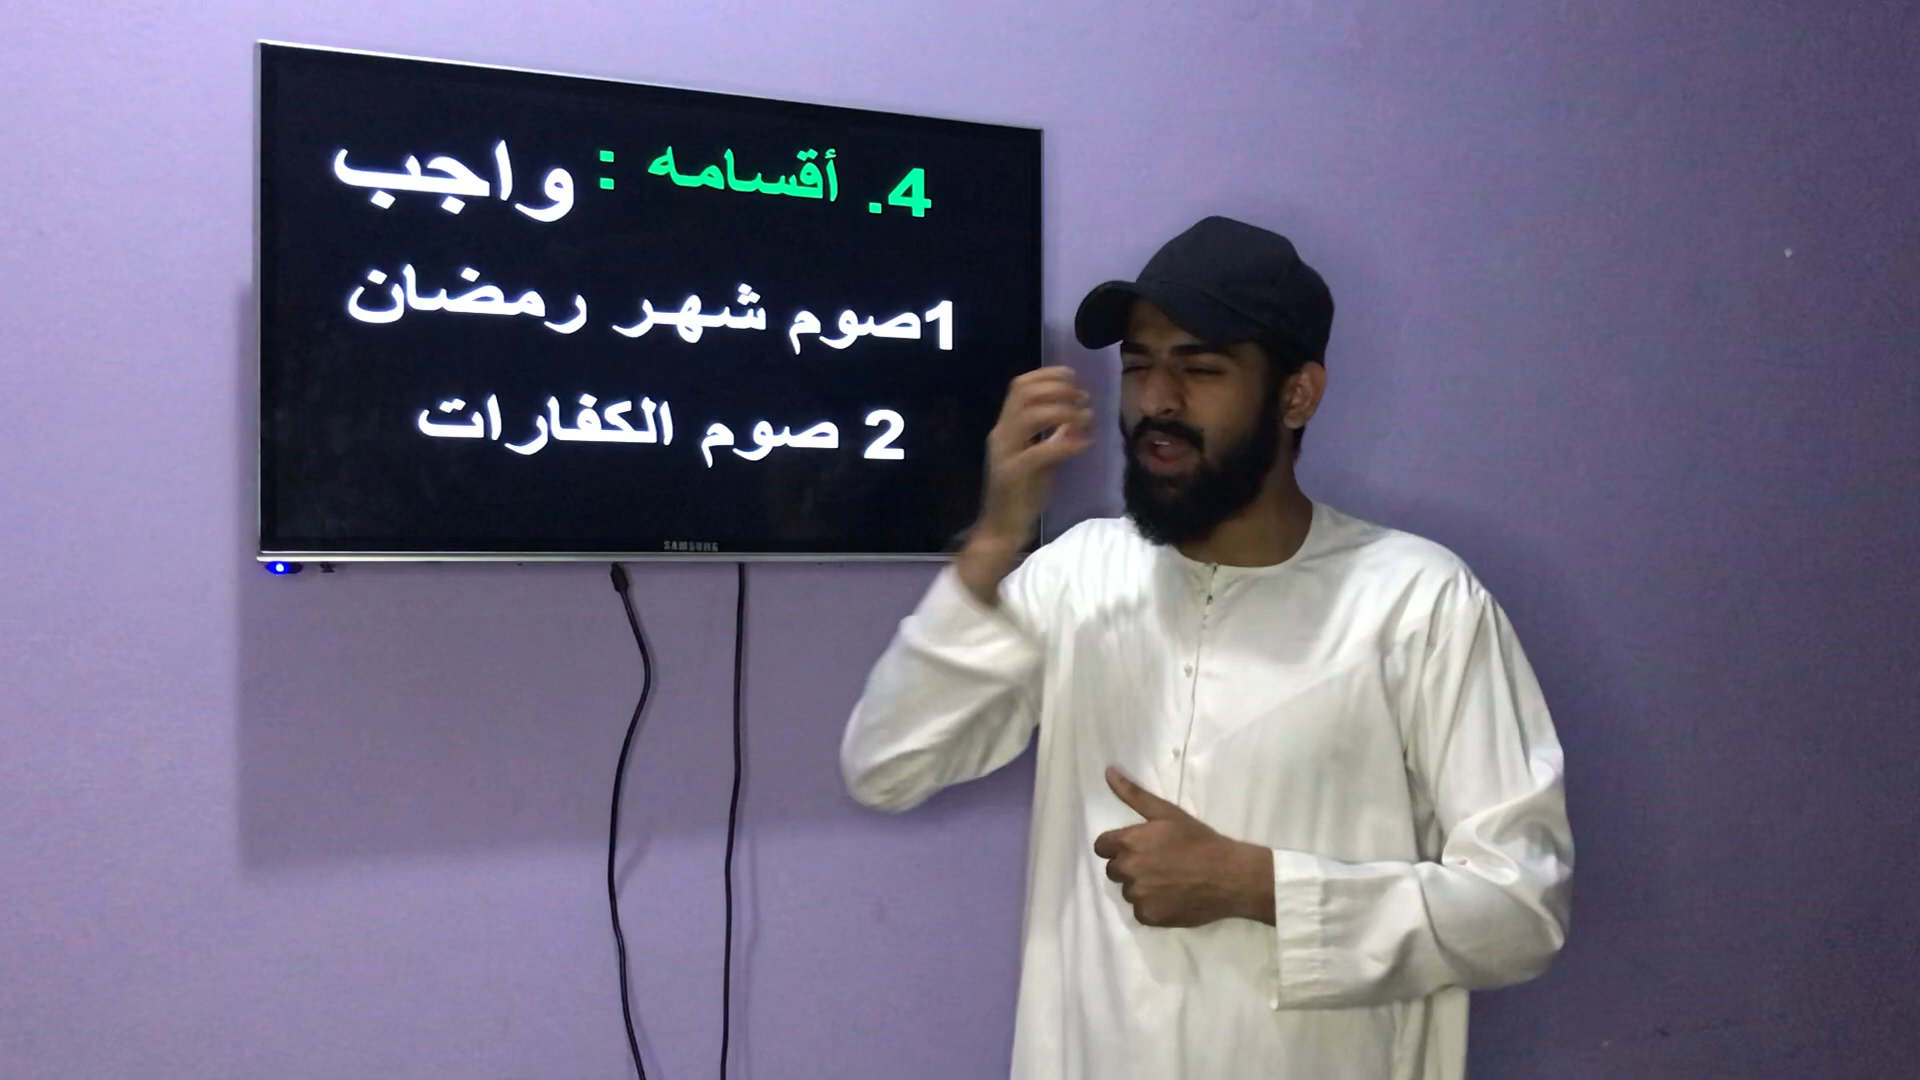 4. أقسامه : واجب
1صوم شهر رمضان
2 صوم الكفارات
SAMSUNG